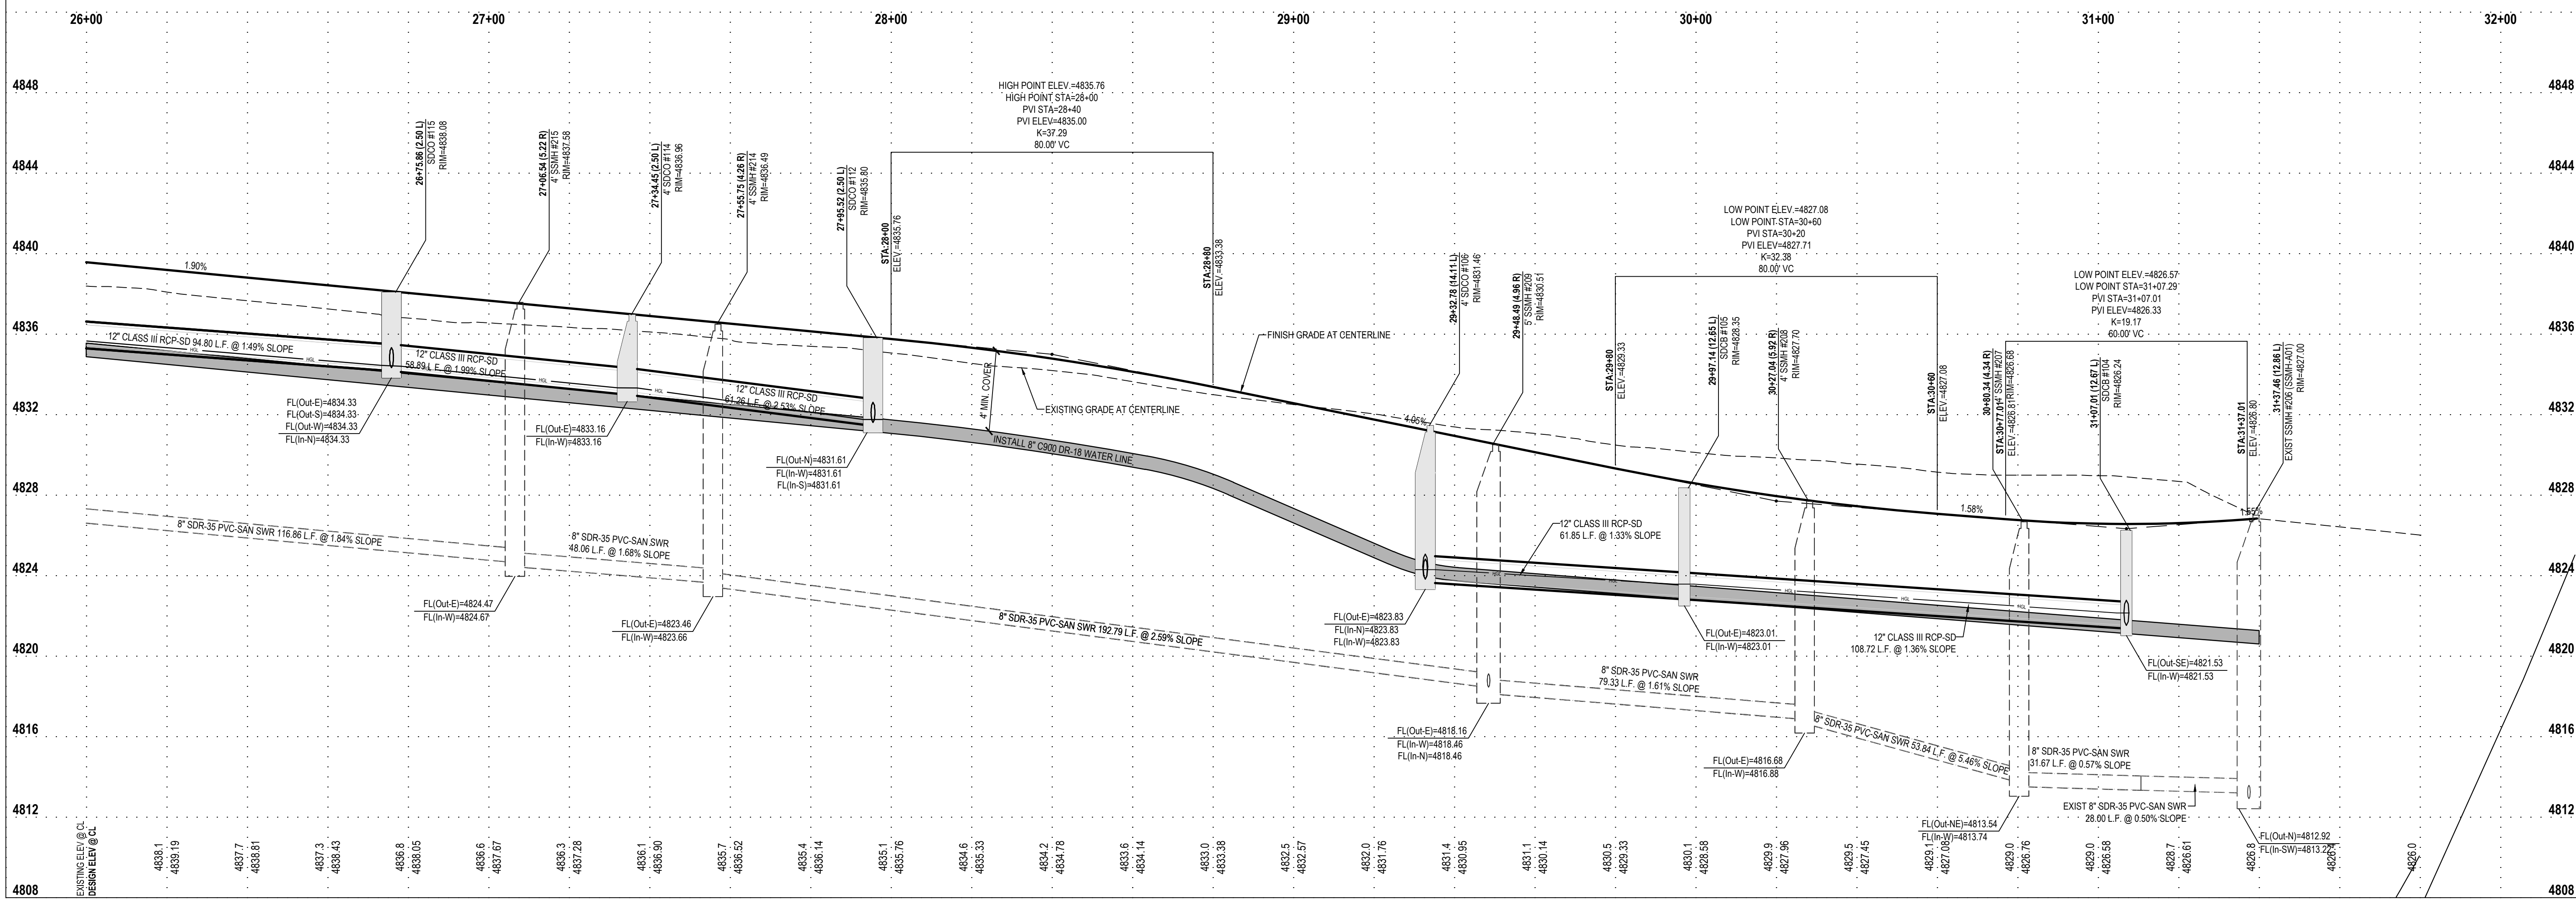 26+00
27+00
28+00
29+00
30+00
31+00
32+00
4848
4844
4840
4836
4832
4828
4824
4820
4816
4812
4808
4848
4844
4840
4836
4832
4828
4824
4820
4816
4812
4808
26+75.86 (2.50 L)
SDCO #115
RIM=4838.08
27+06.54 (5.22 R)
4' SSMH #215
RIM=4837.58
27+34.45 (2.50 L)
4' SDCO #114
RIM=4836.96
27+55.75 (4.26 R)
4' SSMH #214
RIM=4836.49
27+95.52 (2.50 L)
SDCO #112
RIM=4835.80
STA:28+00
ELEV.=4835.76
HIGH POINT ELEV.=4835.76
HIGH POINT STA=28+00
PVI STA=28+40
PVI ELEV=4835.00
K=37.29
80.00' VC
STA:28+80
ELEV.=4833.38
29+32.78 (14.11 L)
4' SDCO #106
RIM=4831.46
29+48.49 (4.96 R)
5' SSMH #209
RIM=4830.51
STA:29+80
ELEV.=4829.33
LOW POINT ELEV.=4827.08
LOW POINT STA=30+60
PVI STA=30+20
PVI ELEV=4827.71
K=32.38
80.00' VC
29+97.14 (12.65 L)
SDCB #105
RIM=4828.35
30+27.04 (5.92 R)
4' SSMH #208
RIM=4827.70
STA:30+60
ELEV.=4827.08
30+80.34 (4.34 R)
4' SSMH #207
RIM=4826.68
STA:30+77.01
ELEV.=4826.81
LOW POINT ELEV.=4826.57
LOW POINT STA=31+07.29
PVI STA=31+07.01
PVI ELEV=4826.33
K=19.17
60.00' VC
31+07.01 (12.67 L)
SDCB #104
RIM=4826.24
STA:31+37.01
ELEV.=4826.80
31+37.46 (12.86 L)
EXIST SSMH #206 (SSMH-A01)
RIM=4827.00
1.90%
4.05%
1.58%
1.55%
FINISH GRADE AT CENTERLINE
EXISTING GRADE AT CENTERLINE
4' MIN. COVER
INSTALL 8" C900 DR-18 WATER LINE
12" CLASS III RCP-SD 94.80 L.F. @ 1.49% SLOPE
HGL
12" CLASS III RCP-SD
58.89 L.F. @ 1.99% SLOPE
HGL
12" CLASS III RCP-SD
61.26 L.F. @ 2.53% SLOPE
HGL
12" CLASS III RCP-SD
61.85 L.F. @ 1.33% SLOPE
HGL
HGL
HGL
HGL
HGL
12" CLASS III RCP-SD
108.72 L.F. @ 1.36% SLOPE
FL(Out-E)=4834.33
FL(Out-S)=4834.33
FL(Out-W)=4834.33
FL(In-N)=4834.33
FL(Out-E)=4833.16
FL(In-W)=4833.16
FL(Out-N)=4831.61
FL(In-W)=4831.61
FL(In-S)=4831.61
8" SDR-35 PVC-SAN SWR 116.86 L.F. @ 1.84% SLOPE
8" SDR-35 PVC-SAN SWR
48.06 L.F. @ 1.68% SLOPE
8" SDR-35 PVC-SAN SWR 192.79 L.F. @ 2.59% SLOPE
8" SDR-35 PVC-SAN SWR
79.33 L.F. @ 1.61% SLOPE
8" SDR-35 PVC-SAN SWR 53.84 L.F. @ 5.46% SLOPE
8" SDR-35 PVC-SAN SWR
31.67 L.F. @ 0.57% SLOPE
EXIST 8" SDR-35 PVC-SAN SWR
28.00 L.F. @ 0.50% SLOPE
FL(Out-E)=4824.47
FL(In-W)=4824.67
FL(Out-E)=4823.46
FL(In-W)=4823.66
FL(Out-E)=4823.83
FL(In-N)=4823.83
FL(In-W)=4823.83
FL(Out-E)=4818.16
FL(In-W)=4818.46
FL(In-N)=4818.46
FL(Out-E)=4823.01
FL(In-W)=4823.01
FL(Out-E)=4816.68
FL(In-W)=4816.88
FL(Out-SE)=4821.53
FL(In-W)=4821.53
FL(Out-NE)=4813.54
FL(In-W)=4813.74
FL(Out-N)=4812.92
FL(In-SW)=4813.22
EXISTING ELEV @ CL
DESIGN ELEV @ CL
4838.1
4839.19
4837.7
4838.81
4837.3
4838.43
4836.8
4838.05
4836.6
4837.67
4836.3
4837.28
4836.1
4836.90
4835.7
4836.52
4835.4
4836.14
4835.1
4835.76
4834.6
4835.33
4834.2
4834.78
4833.6
4834.14
4833.0
4833.38
4832.5
4832.57
4832.0
4831.76
4831.4
4830.95
4831.1
4830.14
4830.5
4829.33
4830.1
4828.58
4829.9
4827.96
4829.5
4827.45
4829.1
4827.08
4829.0
4826.76
4829.0
4826.58
4828.7
4826.61
4826.8
4826.4
4826.0